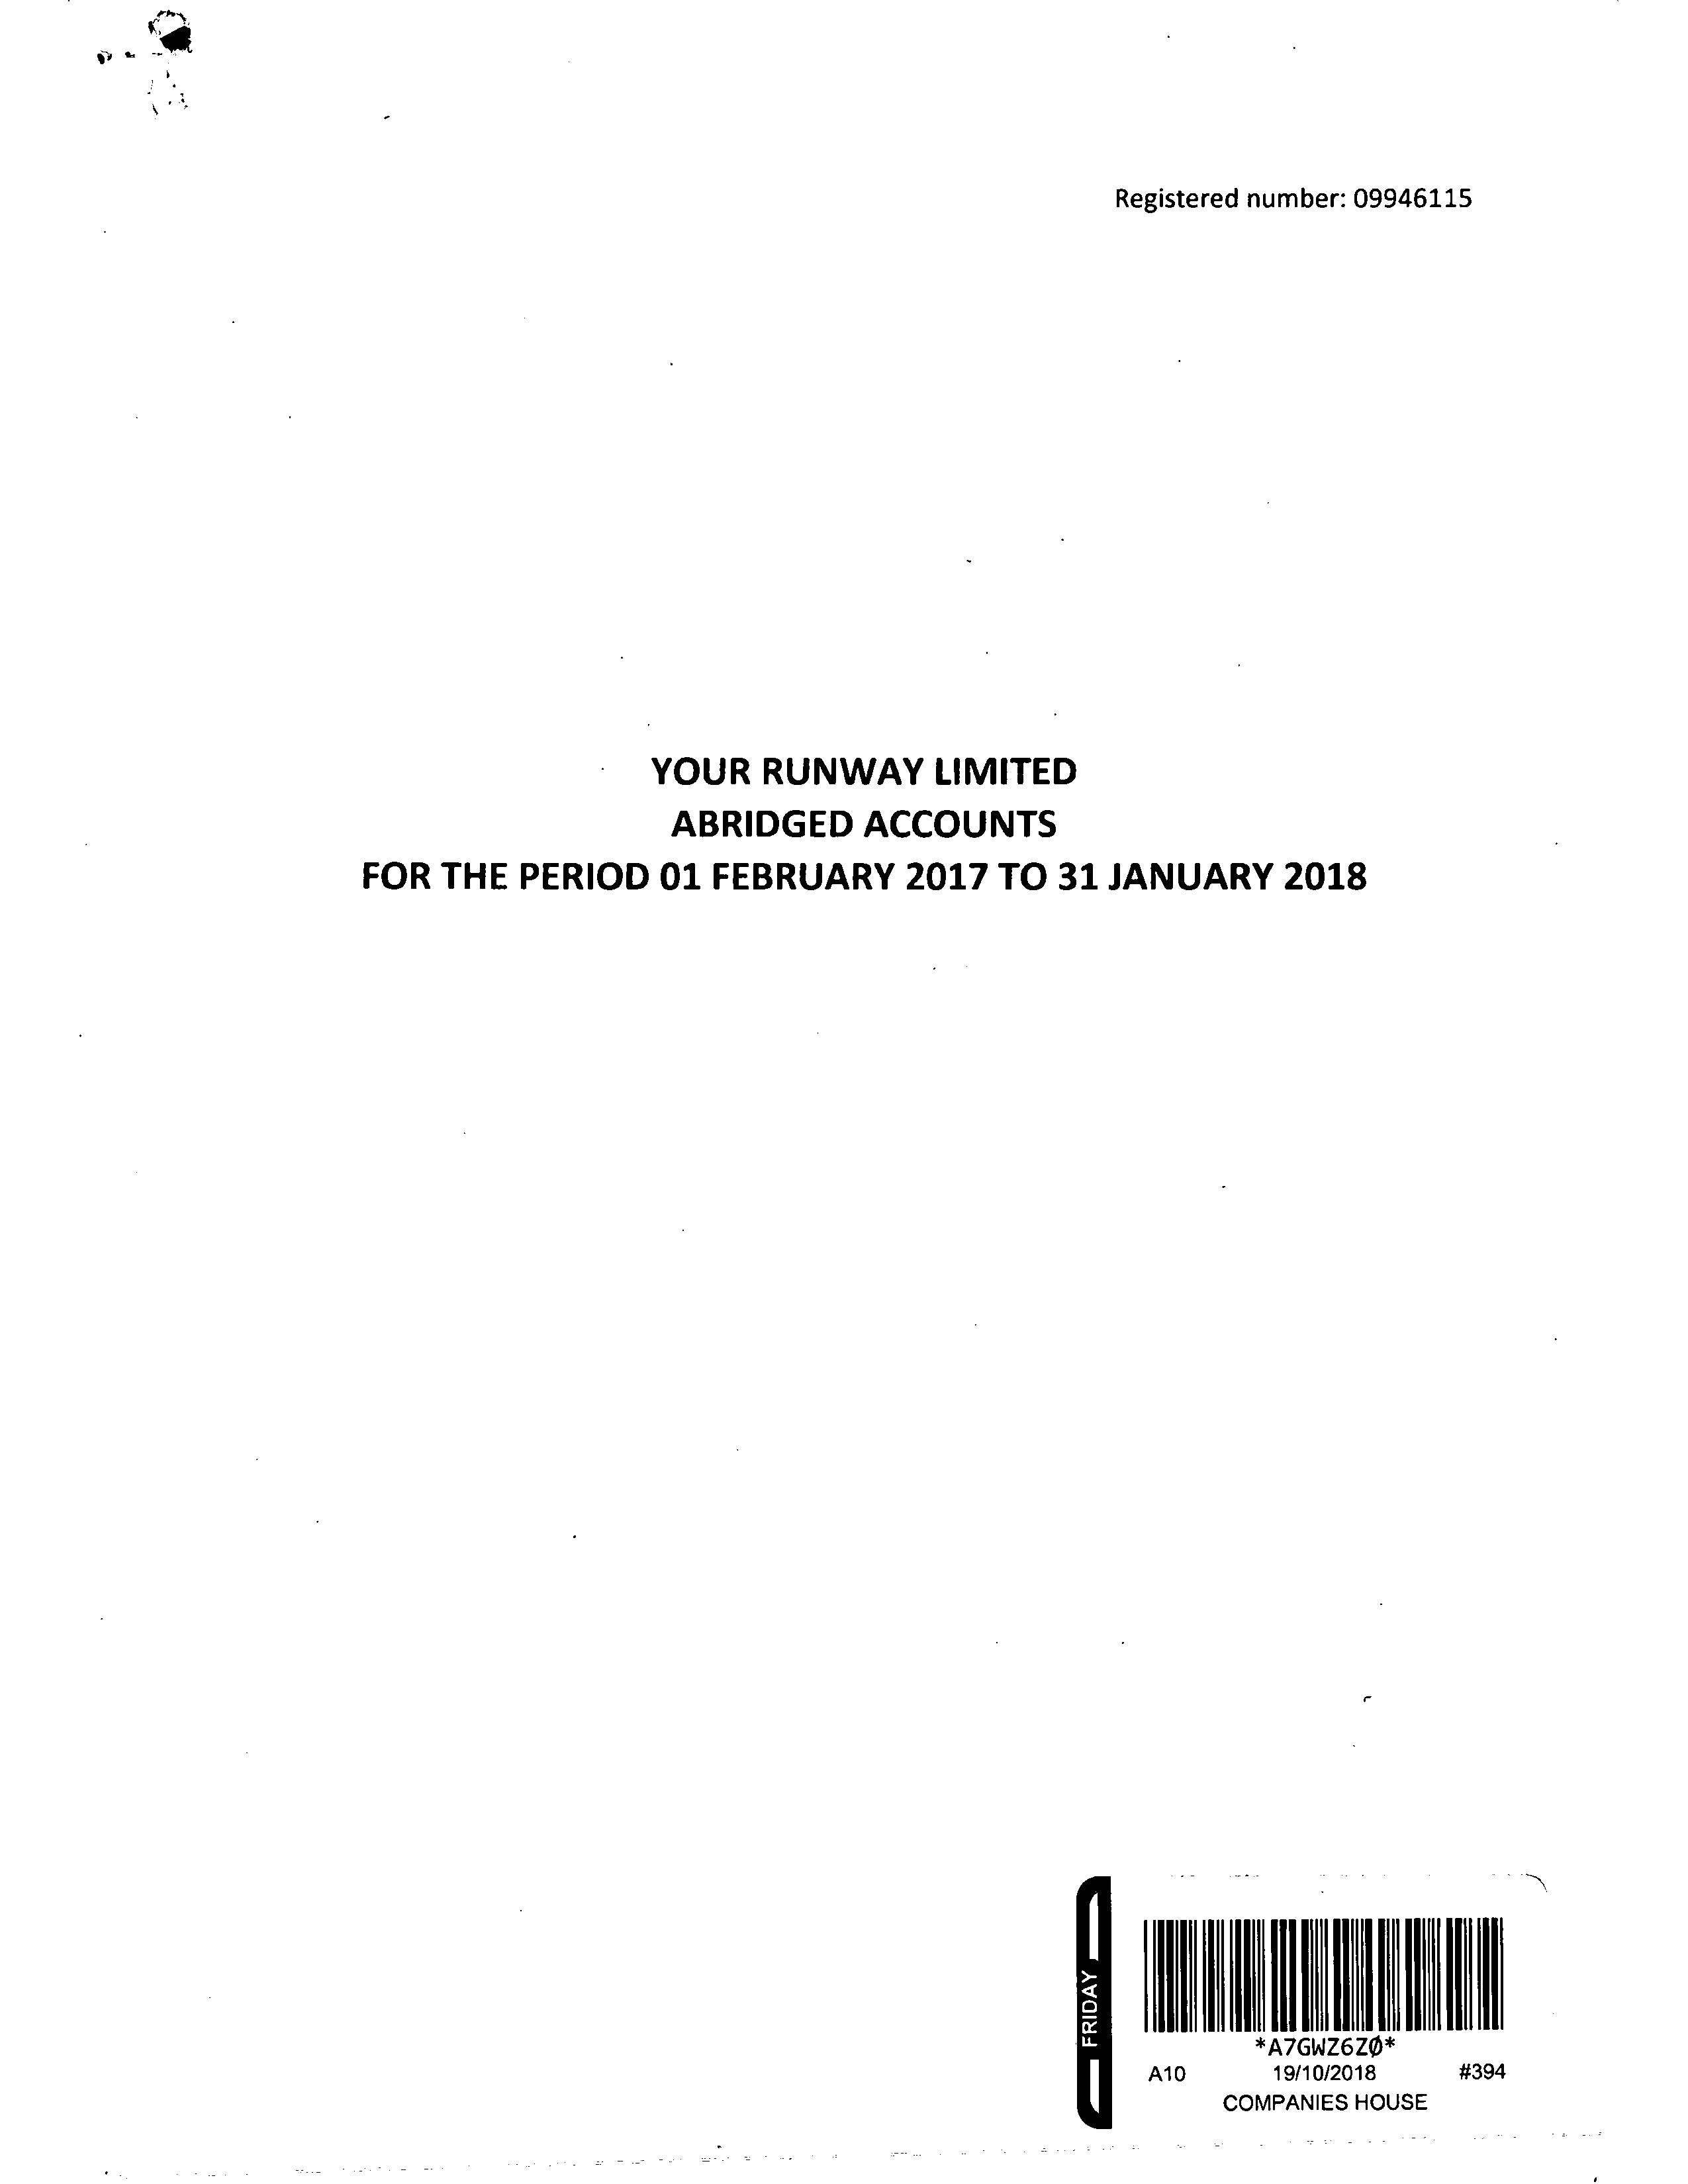 Registered number: 09946115
YOUR RUNWAY LIMITED
ABRIDGED ACCOUNTS
FOR THE PERIOD 01 FEBRUARY 2017 TO 31 JANUARY 2018
FRIDAY
*A7GWZ6ZØ*
A10 19/10/2018 #394
COMPANIES HOUSE